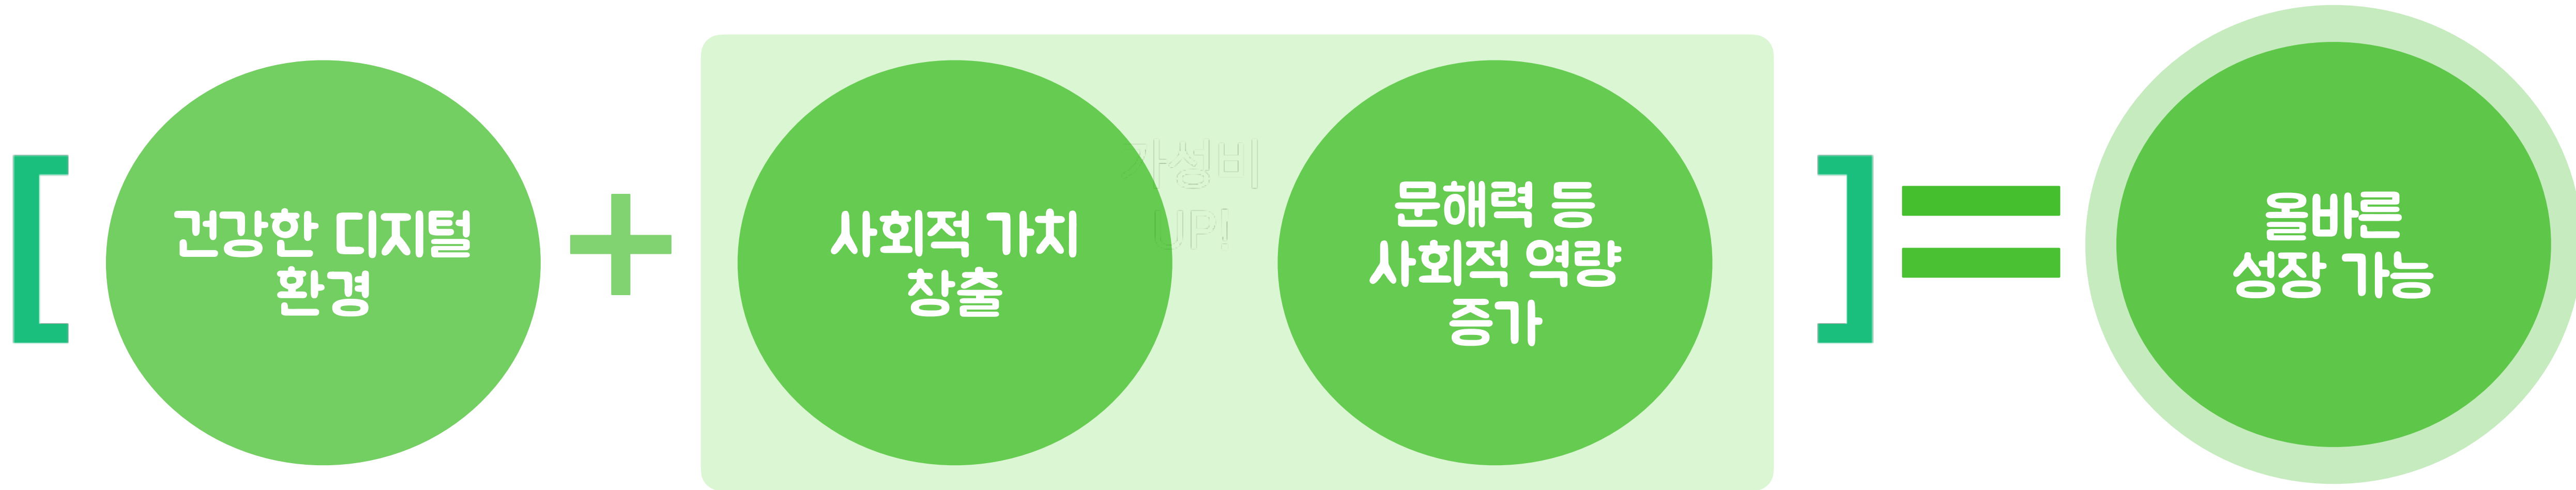 [
건강한 디지털
환경
+
사회적 가치
창출
가성비
UP!
문해력 등
사회적 역량
증가
]
=
올바른
성장 가능